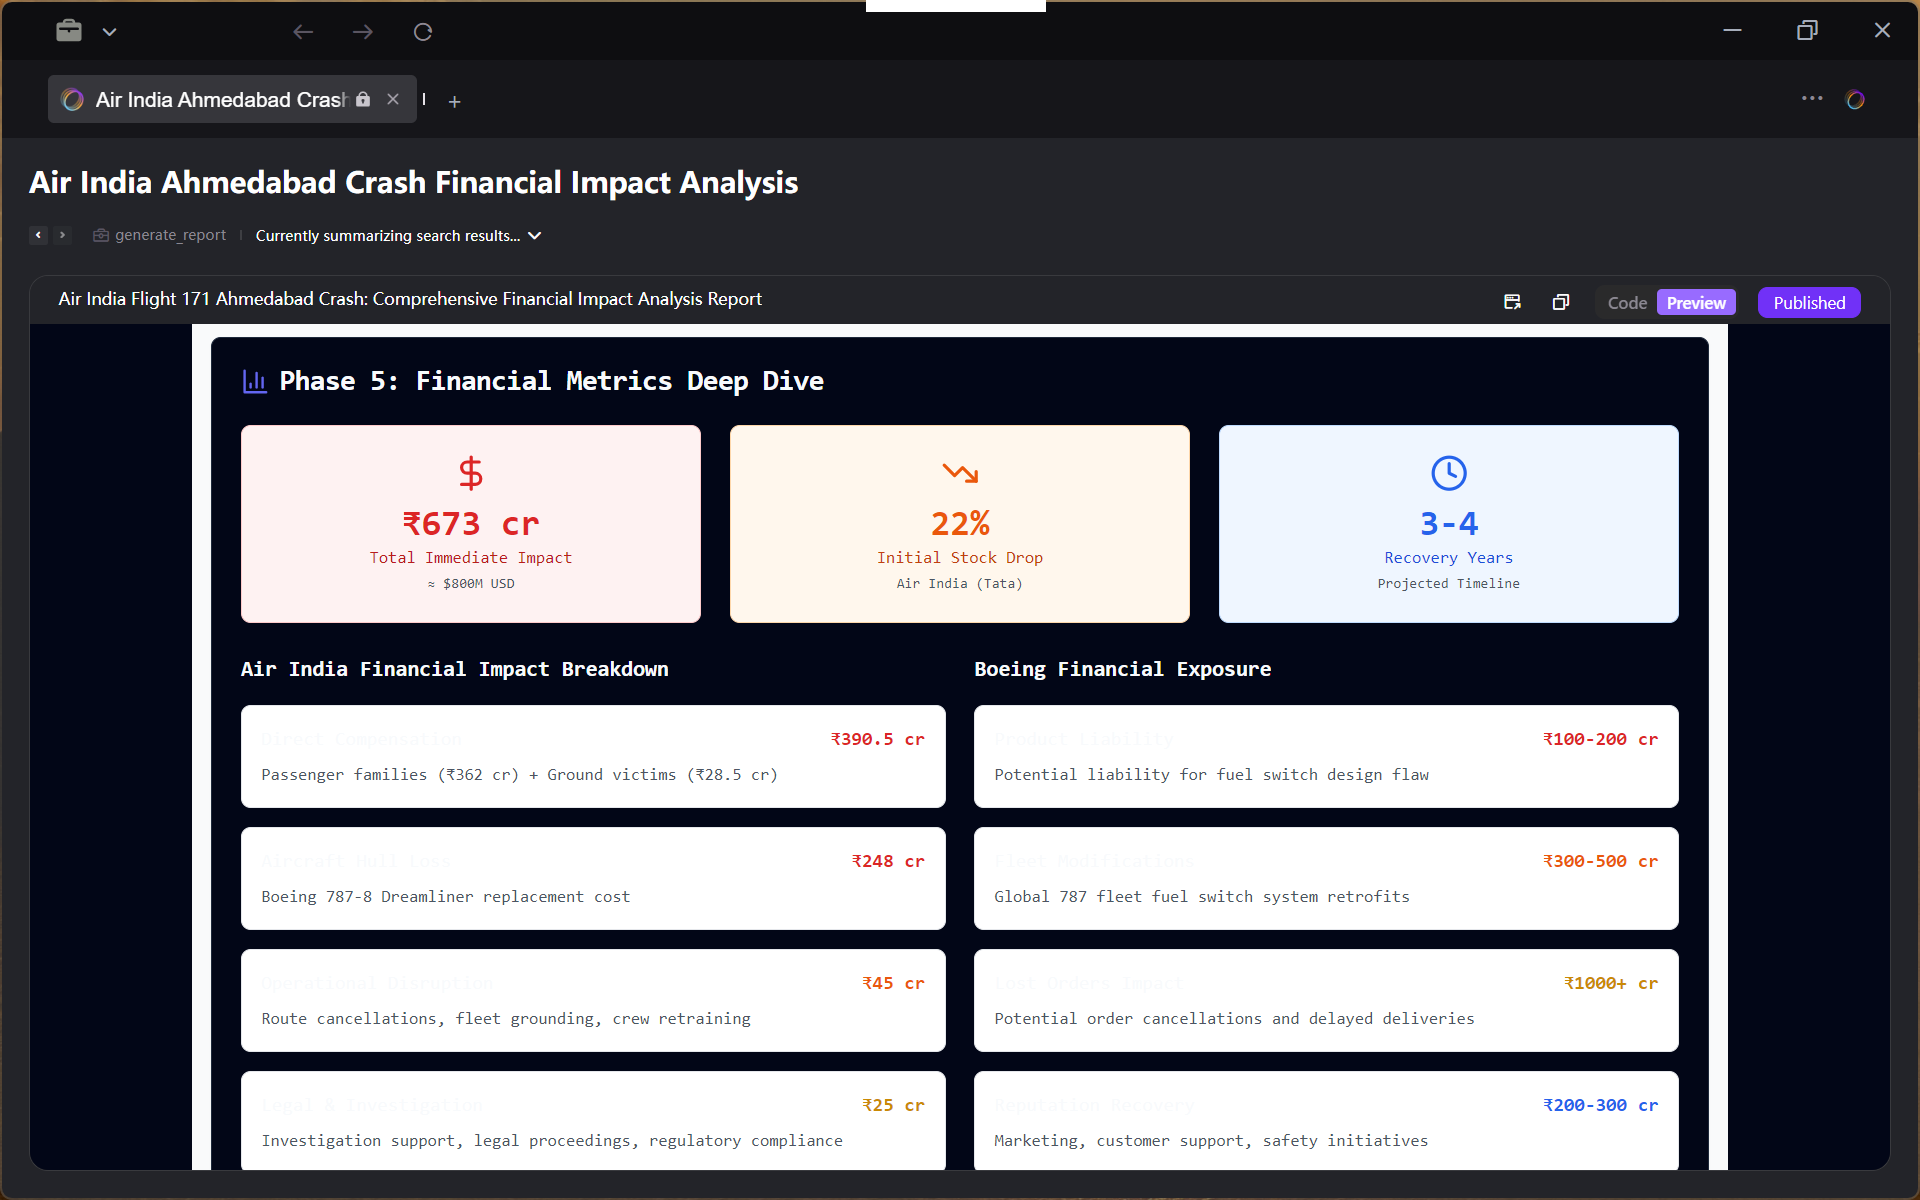 Air India Ahmedabad Crash
Air India Ahmedabad Crash Financial Impact Analysis
generate_report
Currently summarizing search results...
Air India Flight 171 Ahmedabad Crash: Comprehensive Financial Impact Analysis Report
Code
Preview
Published
Phase 5: Financial Metrics Deep Dive
₹673 cr
Total Immediate Impact
≈ $800M USD
22%
Initial Stock Drop
Air India (Tata)
3-4
Recovery Years
Projected Timeline
Air India Financial Impact Breakdown
Direct Compensation
₹390.5 cr
Passenger families (₹362 cr) + Ground victims (₹28.5 cr)
Aircraft Hull Loss
₹248 cr
Boeing 787-8 Dreamliner replacement cost
Operational Disruption
₹45 cr
Route cancellations, fleet grounding, crew retraining
Legal & Investigation
₹25 cr
Investigation support, legal proceedings, regulatory compliance
Boeing Financial Exposure
Product Liability
₹100-200 cr
Potential liability for fuel switch design flaw
Fleet Modifications
₹300-500 cr
Global 787 fleet fuel switch system retrofits
Lost Orders Impact
₹1000+ cr
Potential order cancellations and delayed deliveries
Reputation Recovery
₹200-300 cr
Marketing, customer support, safety initiatives